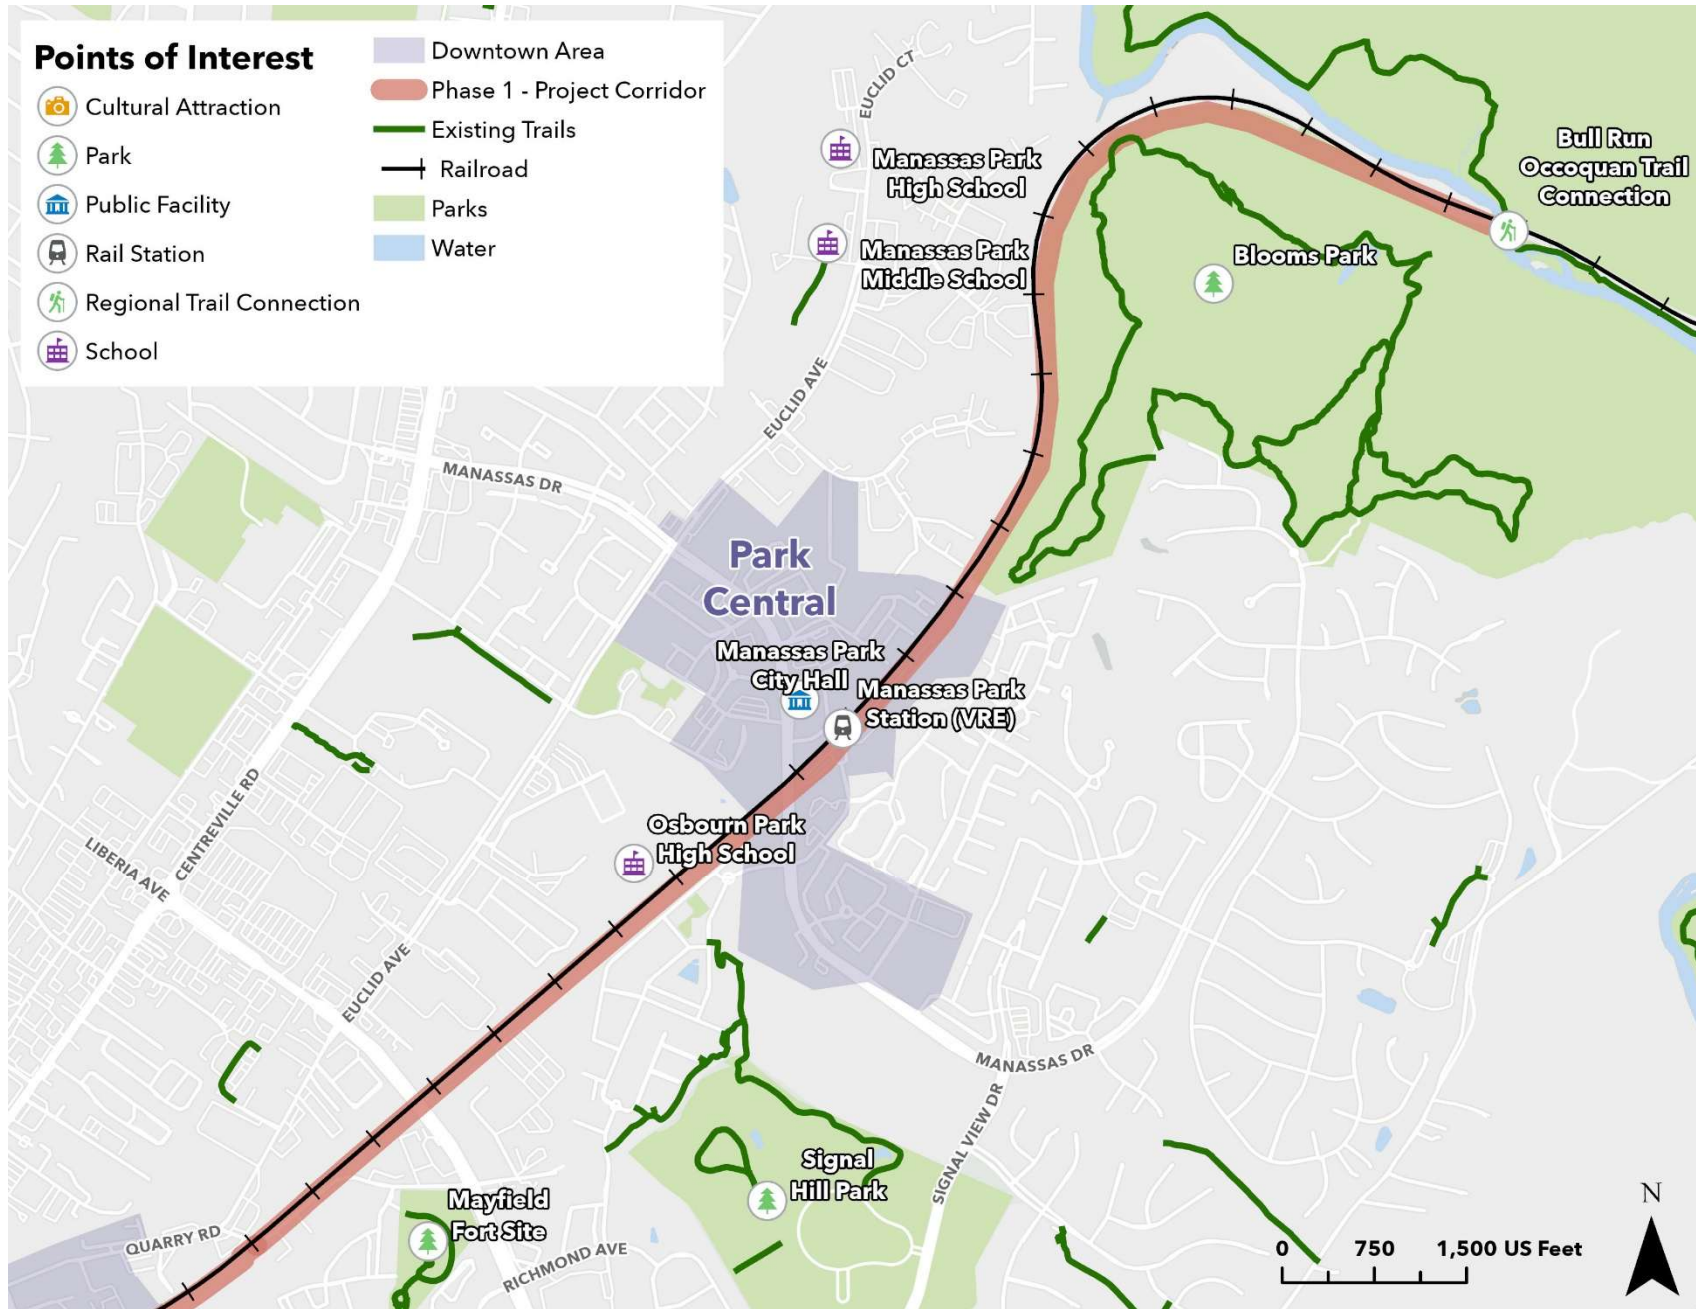 Points of Interest
Cultural Attraction
Park
Public Facility
Rail Station
Regional Trail Connection
School
Downtown Area
Phase 1 - Project Corridor
Existing Trails
Railroad
Parks
Water
EUCLID CT
Manassas Park
High School
Manassas Park
Middle School
Bull Run
Occoquan Trail
Connection
Blooms Park
EUCLID AVE
MANASSAS DR
Park
Central
Manassas Park
City Hall
Manassas Park
Station (VRE)
CENTREVILLE RD
LIBERIA AVE
Osbourn Park
High School
EUCLID AVE
MANASSAS DR
SIGNAL VIEW DR
Signal
Hill Park
Mayfield
Fort Site
QUARRY RD
RICHMOND AVE
N
0 750 1,500 US Feet